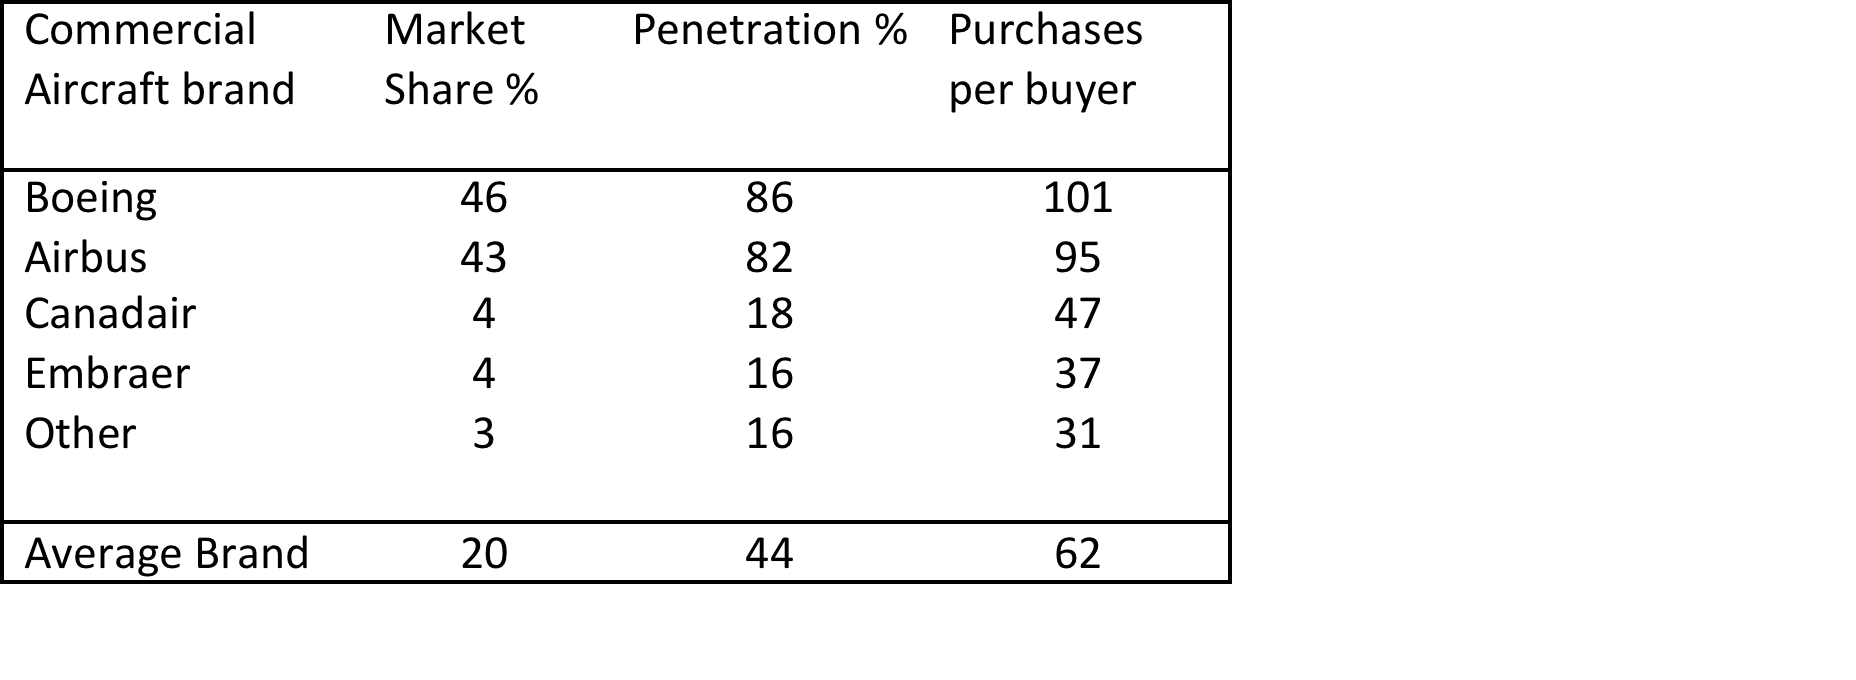 Commercial Aircraft brand Market Share % Penetration % Purchases per buyer
Boeing 46 86 101
Airbus 43 82 95
Canadair 4 18 47
Embraer 4 16 37
Other 3 16 31
Average Brand 20 44 62